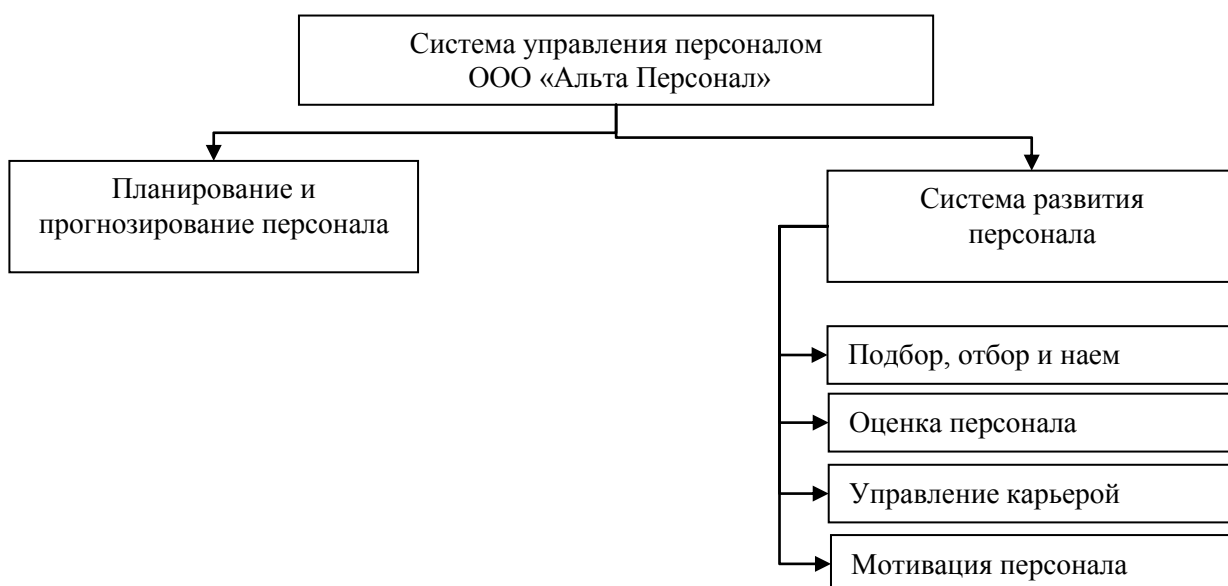 Система управления персоналом
ООО «Альта Персонал»
Планирование и
прогнозирование персонала
Система развития
персонала
Подбор, отбор и наем
Оценка персонала
Управление карьерой
Мотивация персонала